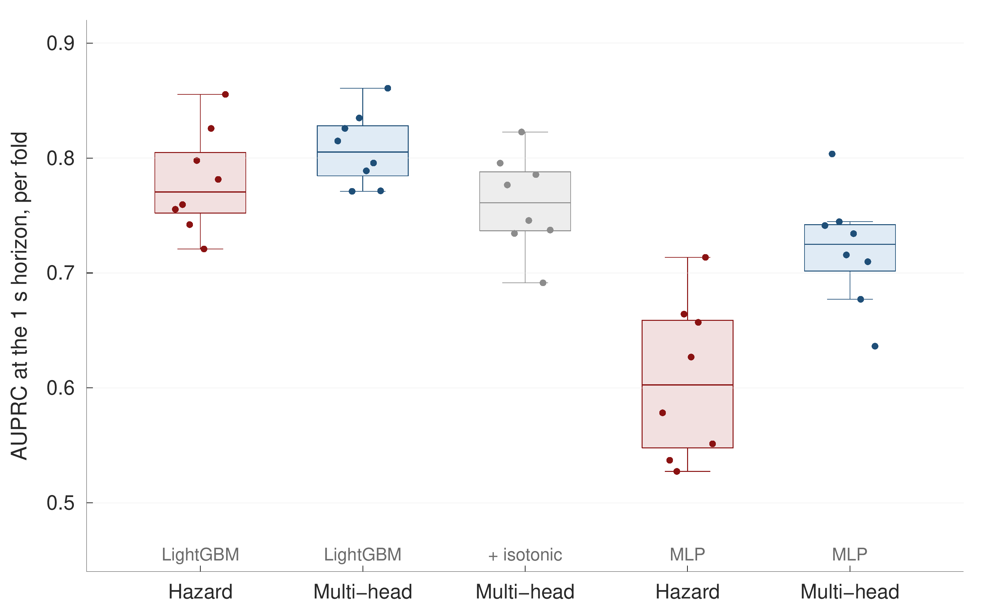 AUPRC at the 1 s horizon, per fold
0.9
0.8
0.7
0.6
0.5
LightGBM
LightGBM
+ isotonic
MLP
MLP
Hazard
Multi−head
Multi−head
Hazard
Multi−head